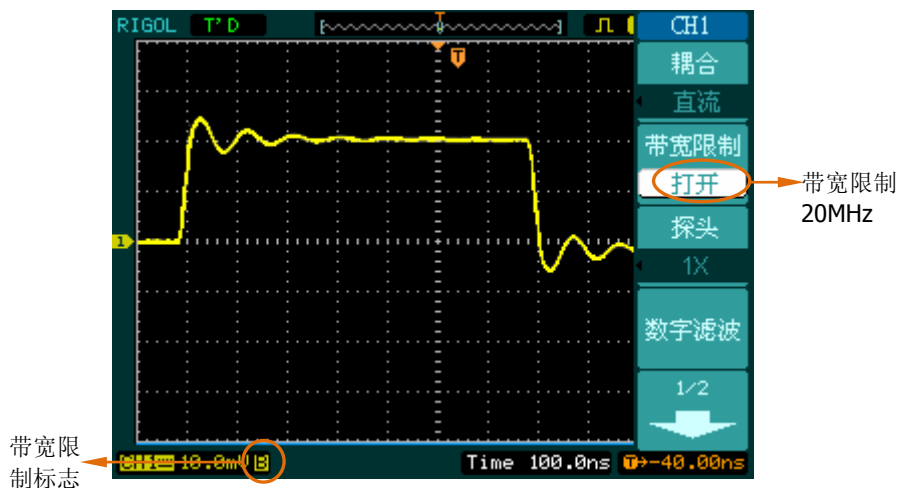 RIGOL T'D
CH1
耦合
直流
带宽限制
打开
探头
1X
数字滤波
1/2
T
T
1
CH1 10.0mV B
Time 100.0ns T→-40.00ns
带宽限制
20MHz
带宽限
制标志